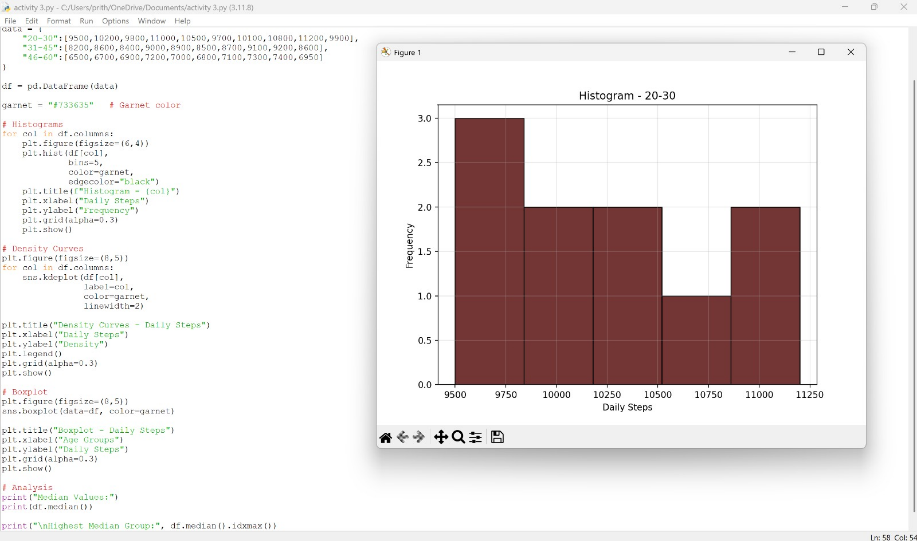 activity 3.py - C:/Users/prith/OneDrive/Documents/activity 3.py (3.11.8)
File Edit Format Run Options Window Help
data = {
"20-30":[9500,10200,9800,11000,10500,9700,10100,10800,11200,9900],
"31-45":[8200,8600,8400,9000,8900,8500,8700,9100,9200,8600],
"46-60":[6500,6700,6900,7200,7000,6800,7100,7300,7400,6950]
}
df = pd.DataFrame(data)
garnet = "#733635" # Garnet color
# Histograms
for col in df.columns:
plt.figure(figsize=(6,4))
plt.hist(df[col],
bins=5,
color=garnet,
edgecolor="black")
plt.title(f"Histogram - {col}")
plt.xlabel("Daily Steps")
plt.ylabel("Frequency")
plt.grid(alpha=0.3)
plt.show()
# Density Curves
plt.figure(figsize=(8,5))
for col in df.columns:
sns.kdeplot(df[col],
label=col,
color=garnet,
linewidth=2)
plt.title("Density Curves - Daily Steps")
plt.xlabel("Daily Steps")
plt.ylabel("Density")
plt.legend()
plt.grid(alpha=0.3)
plt.show()
# Boxplot
plt.figure(figsize=(8,5))
sns.boxplot(data=df, color=garnet)
plt.title("Boxplot - Daily Steps")
plt.xlabel("Age Groups")
plt.ylabel("Daily Steps")
plt.grid(alpha=0.3)
plt.show()
# Analysis
print("Median Values:")
print(df.median())
print("\nHighest Median Group:", df.median().idxmax())
Figure 1
Histogram - 20-30
3.0
2.5
2.0
1.5
1.0
0.5
0.0
Frequency
9500 9750 10000 10250 10500 10750 11000 11250
Daily Steps
Ln: 58 Col: 54